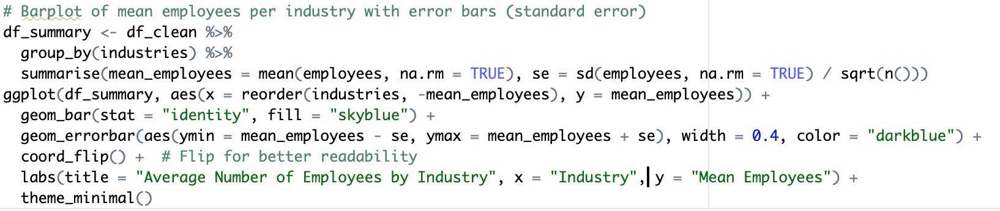 # Barplot of mean employees per industry with error bars (standard error)
df_summary <- df_clean %>%
  group_by(industries) %>%
  summarise(mean_employees = mean(employees, na.rm = TRUE), se = sd(employees, na.rm = TRUE) / sqrt(n()))
ggplot(df_summary, aes(x = reorder(industries, -mean_employees), y = mean_employees)) +
  geom_bar(stat = "identity", fill = "skyblue") +
  geom_errorbar(aes(ymin = mean_employees - se, ymax = mean_employees + se), width = 0.4, color = "darkblue") +
  coord_flip() +  # Flip for better readability
  labs(title = "Average Number of Employees by Industry", x = "Industry", y = "Mean Employees") +
  theme_minimal()